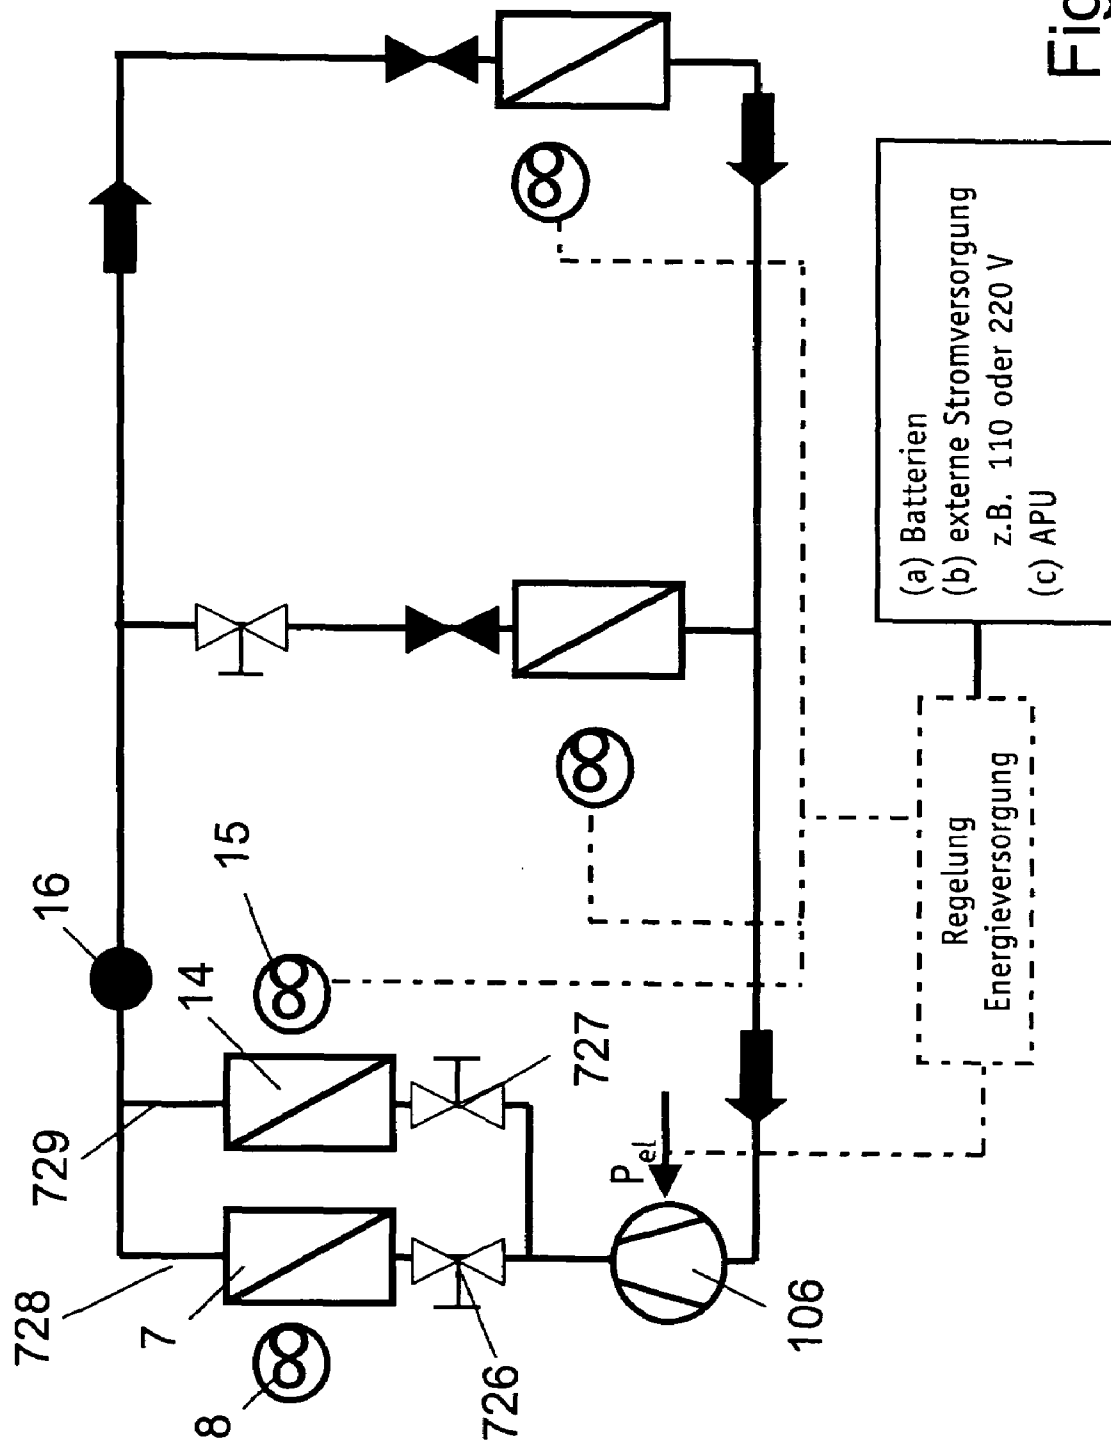 728
729
16
7
14
8
15
726
727
P el
106
(a) Batterien
(b) externe Stromversorgung
z.B. 110 oder 220 V
(c) APU
Regelung
Energieversorgung
Fig